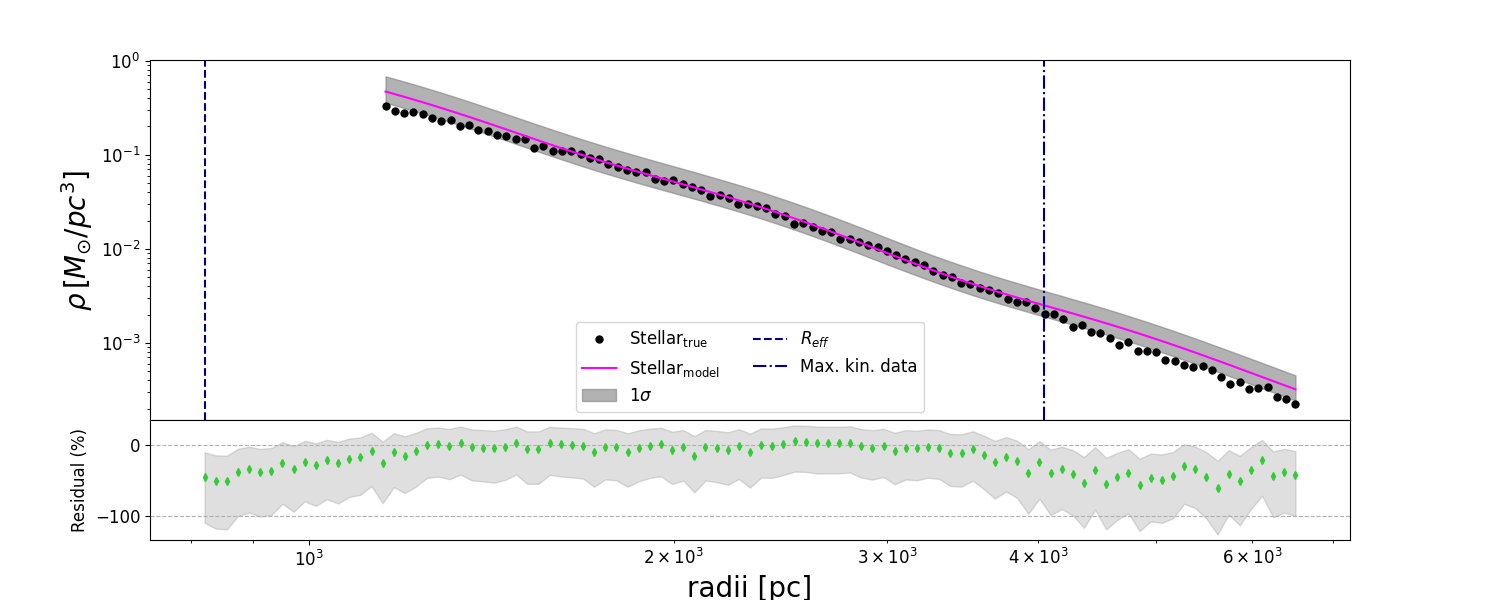 10⁰
10⁻¹
10⁻²
10⁻³
ρ [M⊙/pc³]
Stellar_true
Stellar_model
1σ
R_eff
Max. kin. data
0
−100
Residual (%)
10³
2 × 10³
3 × 10³
4 × 10³
6 × 10³
radii [pc]